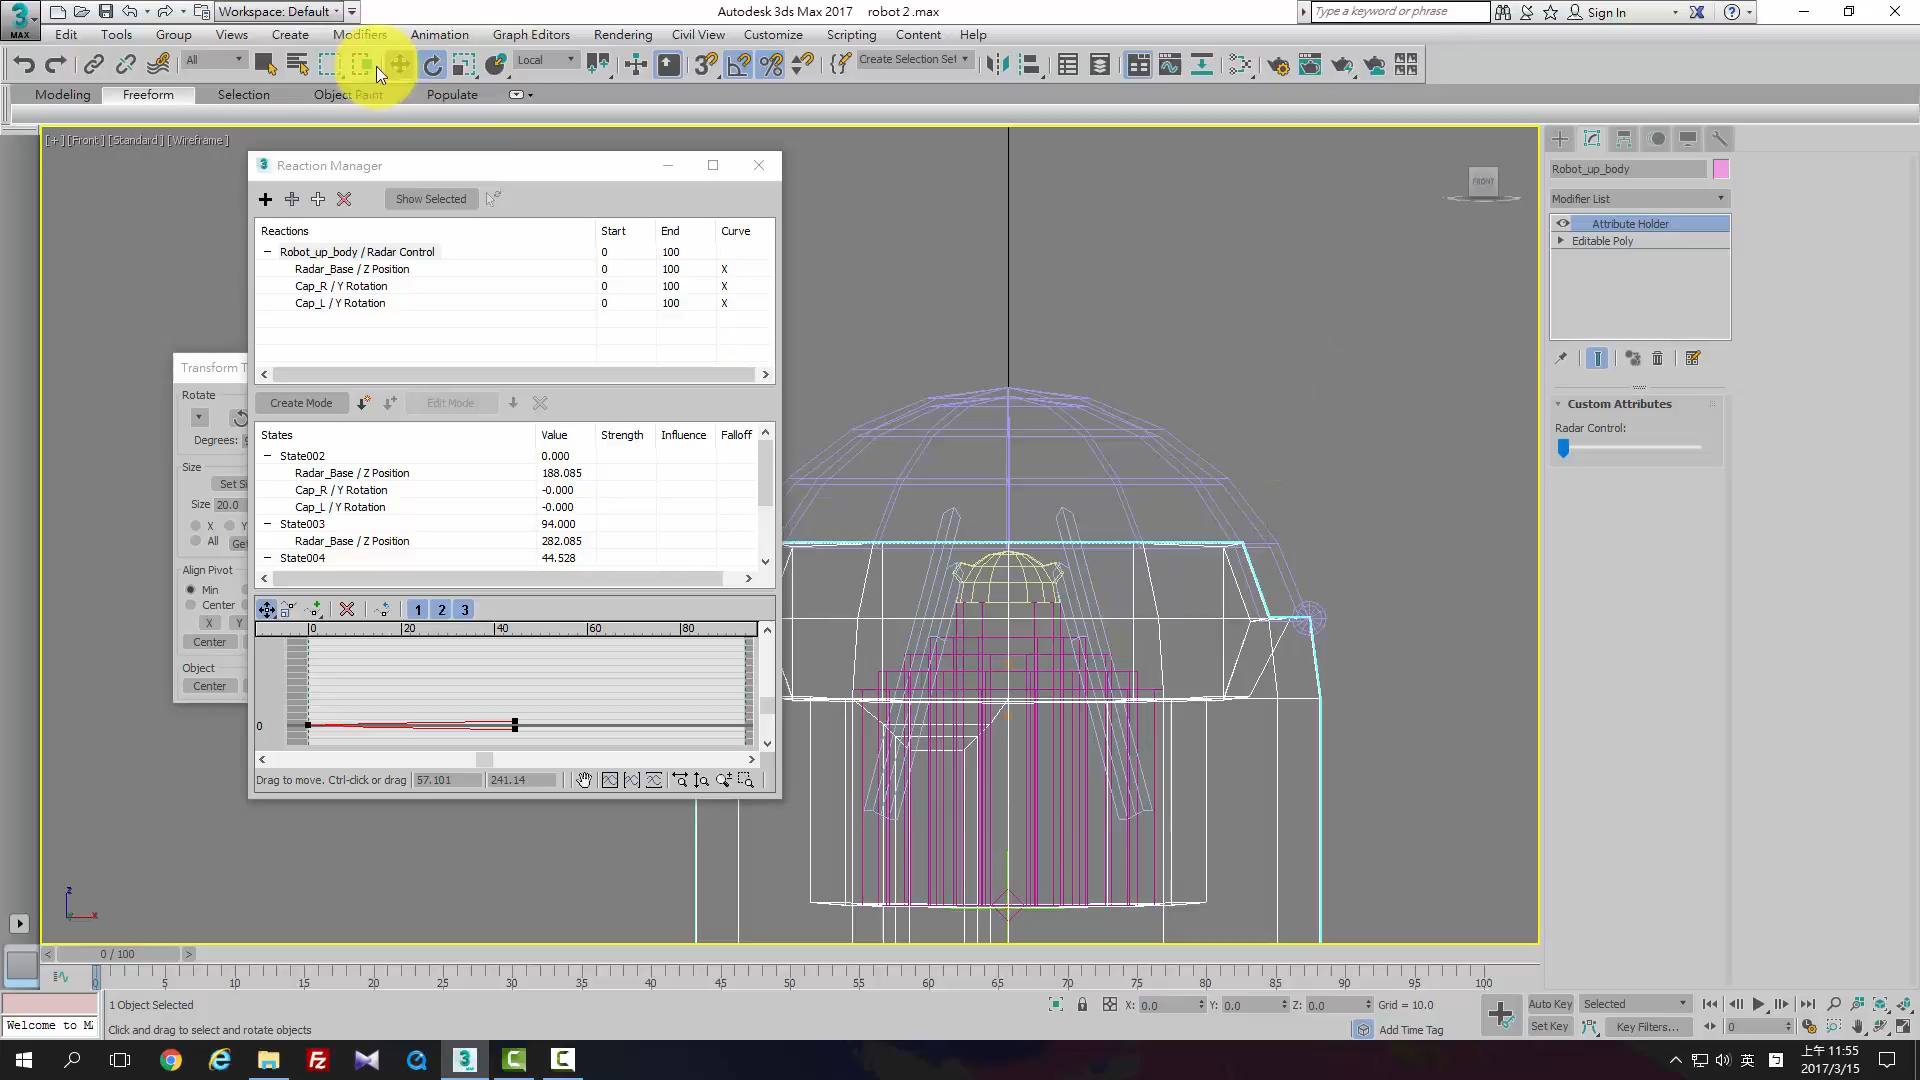 3
MAX
Workspace: Default
Autodesk 3ds Max 2017 robot 2 .max
Type a keyword or phrase
Sign In
Edit Tools Group Views Create Modifiers Animation Graph Editors Rendering Civil View Customize Scripting Content Help
All
Local
Create Selection Set
Modeling Freeform Selection Object Paint Populate
[+] [Front] [Standard] [Wireframe]
FRONT
Reaction Manager
Show Selected
Reactions Start End Curve
Robot_up_body / Radar Control 0 100
Radar_Base / Z Position 0 100 X
Cap_R / Y Rotation 0 100 X
Cap_L / Y Rotation 0 100 X
Create Mode
Edit Mode
States Value Strength Influence Falloff
State002 0.000
Radar_Base / Z Position 188.085
Cap_R / Y Rotation -0.000
Cap_L / Y Rotation -0.000
State003 94.000
Radar_Base / Z Position 282.085
State004 44.528
1 2 3
0 20 40 60 80
0
Drag to move. Ctrl-click or drag 57.101 241.14
Transform T
Rotate
Degrees:
Size
Set Si
Size 20.0
X Y
All Get
Align Pivot
Min
Center
X Y
Center
Object
Center
Robot_up_body
Modifier List
Attribute Holder
Editable Poly
Custom Attributes
Radar Control:
z
x
0 / 100
0 5 10 15 20 25 30 35 40 45 50 55 60 65 70 75 80 85 90 95 100
1 Object Selected
X: 0.0 Y: 0.0 Z: 0.0 Grid = 10.0
Auto Key Selected
Welcome to M
Click and drag to select and rotate objects
Add Time Tag
Set Key Key Filters... 0
英
上午 11:55
2017/3/15